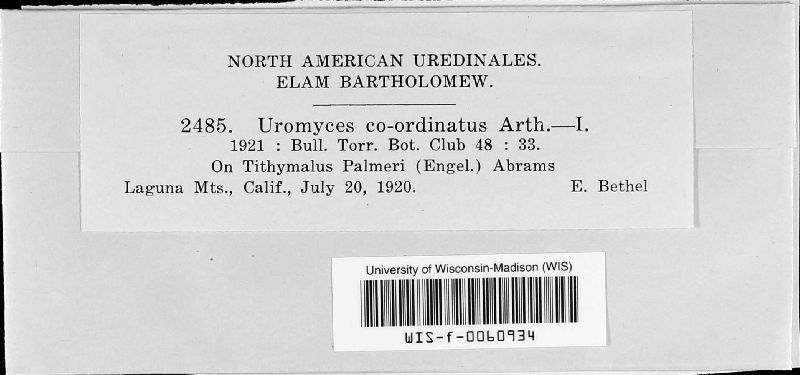 NORTH AMERICAN UREDINALES.
ELAM BARTHOLOMEW.
2485. Uromyces co-ordinatus Arth.—I.
1921 : Bull. Torr. Bot. Club 48 : 33.
On Tithymalus Palmeri (Engel.) Abrams
Laguna Mts., Calif., July 20, 1920. E. Bethel
University of Wisconsin-Madison (WIS)
WIS-f-0060934